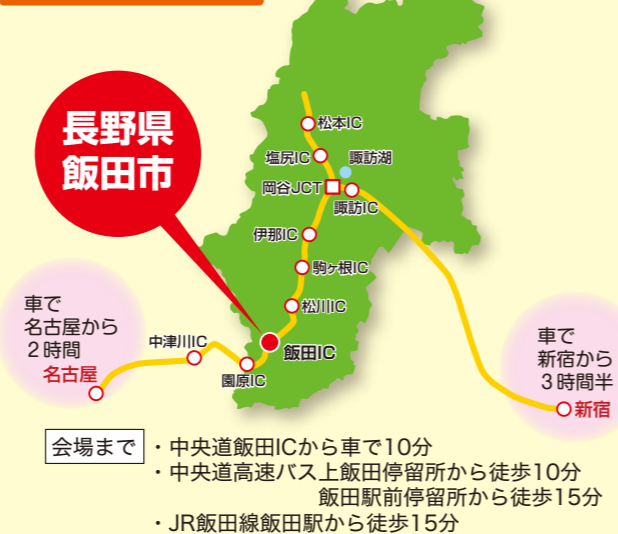 長野県
飯田市
松本IC
塩尻IC
諏訪湖
岡谷JCT
諏訪IC
伊那IC
駒ヶ根IC
松川IC
飯田IC
中津川IC
園原IC
車で
名古屋から
2時間
名古屋
車で
新宿から
3時間半
新宿
会場まで
・中央道飯田ICから車で10分
・中央道高速バス上飯田停留所から徒歩10分
飯田駅前停留所から徒歩15分
・JR飯田線飯田駅から徒歩15分